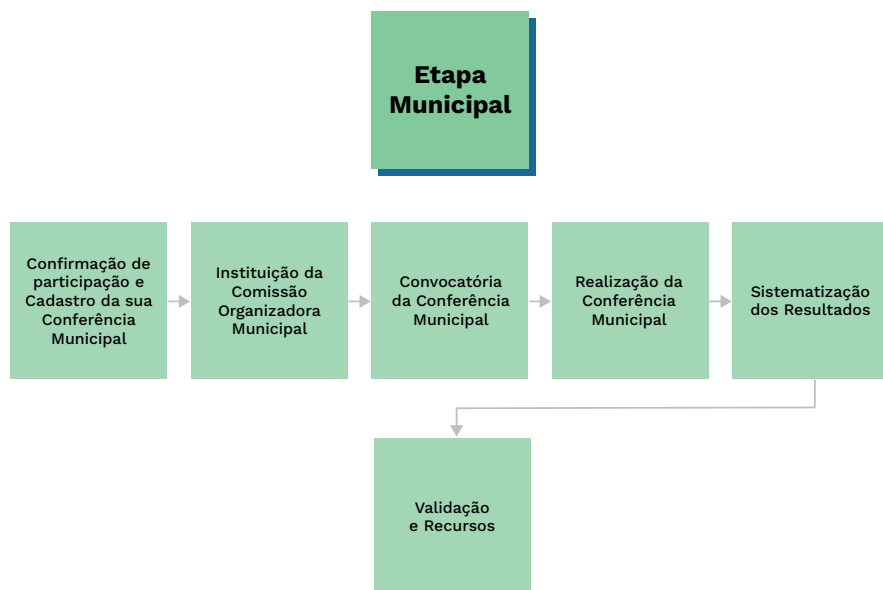 Etapa
Municipal
Confirmação de
participação e
Cadastro da sua
Conferência
Municipal
Instituição da
Comissão
Organizadora
Municipal
Convocatória
da Conferência
Municipal
Realização da
Conferência
Municipal
Sistematização
dos Resultados
Validação
e Recursos